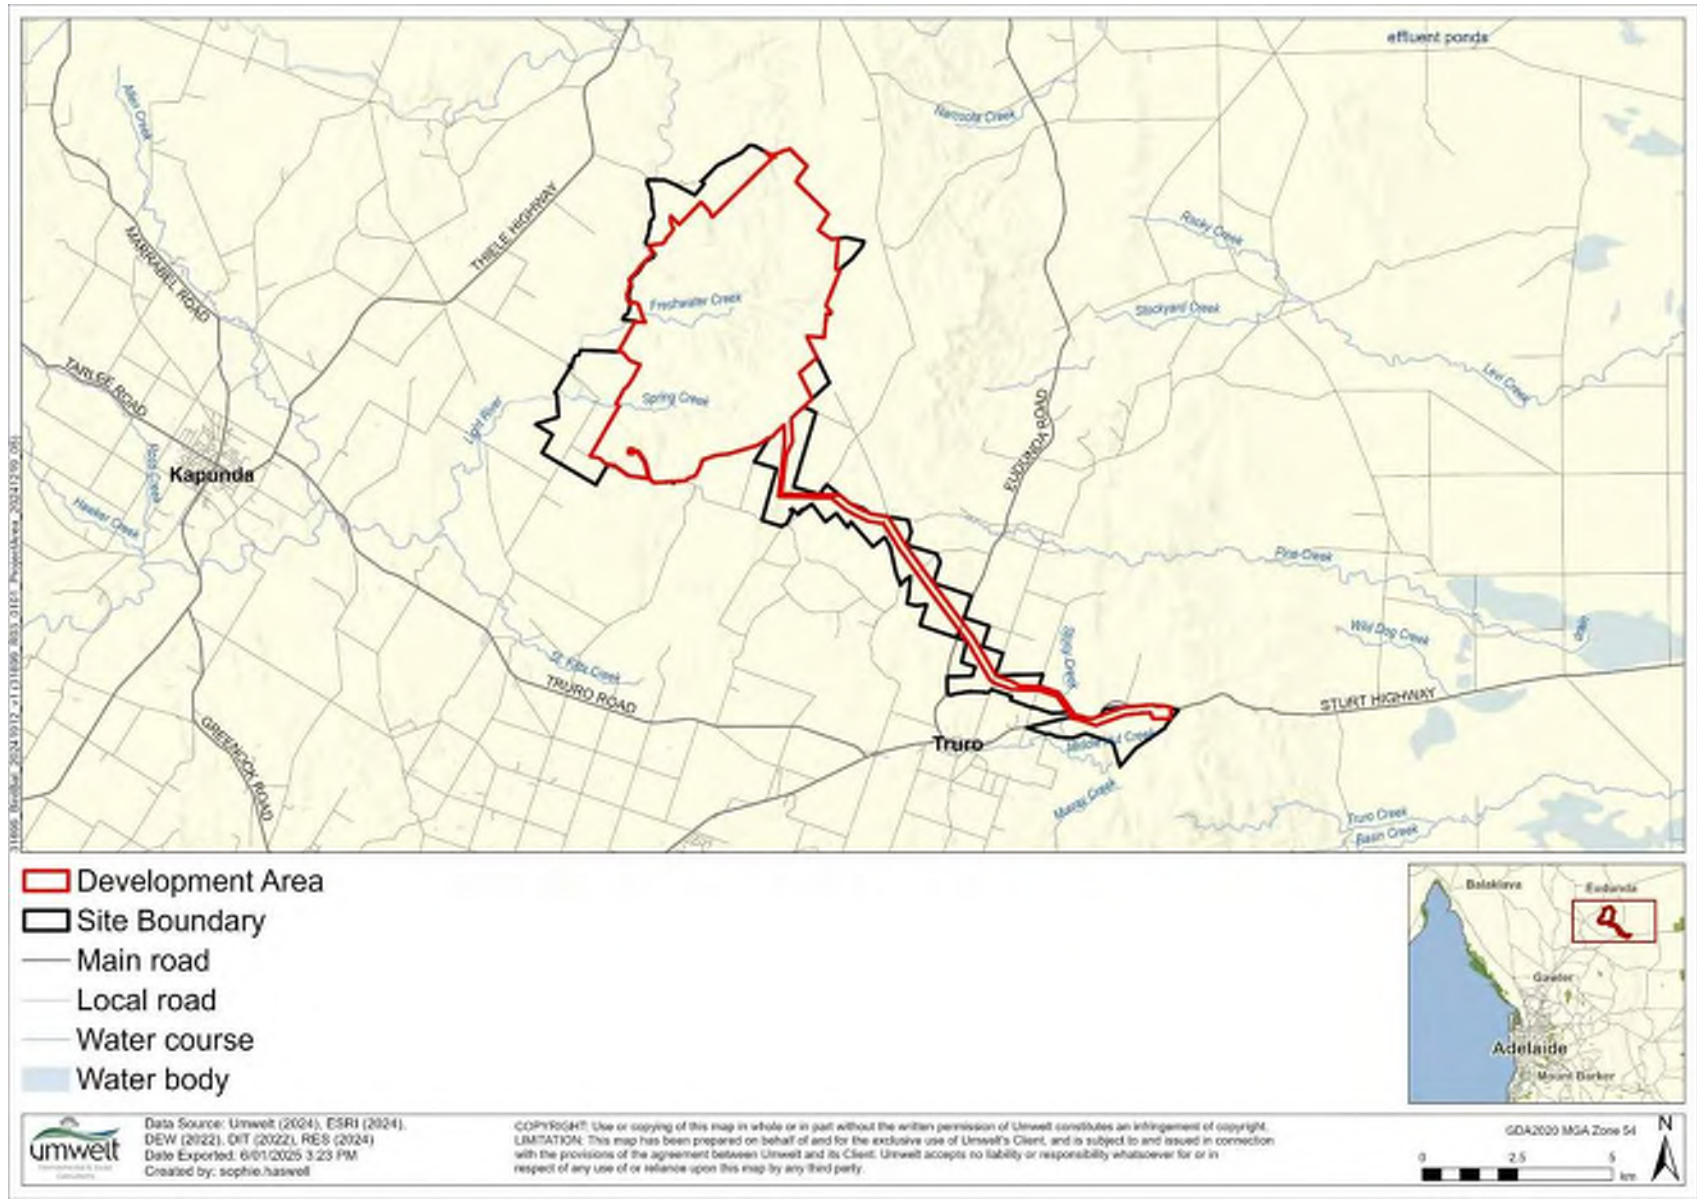 effluent ponds
Allen Creek
Narcoota Creek
THIELE HIGHWAY
MARRABEL ROAD
Rocky Creek
Freshwater Creek
Stockyard Creek
TARLEE ROAD
Levi Creek
Spring Creek
Light River
EUDUNDA ROAD
Kapunda
Ross Creek
Hawker Creek
Pine Creek
Wild Dog Creek
Stony Creek
St. Kitts Creek
TRURO ROAD
STURT HIGHWAY
GREENOCK ROAD
Truro
Creek
Murray Creek
Truro Creek
Basin Creek
Development Area
Site Boundary
Main road
Local road
Water course
Water body
Balaklava
Eudunda
Gawler
Adelaide
Mount Barker
umwelt
Data Source: Umwelt (2024), ESRI (2024),
DEW (2022), DIT (2022), RES (2024)
Date Exported: 6/01/2025 3:23 PM
Created by: sophie.haswell
COPYRIGHT: Use or copying of this map in whole or in part without the written permission of Umwelt constitutes an infringement of copyright.
LIMITATION: This map has been prepared on behalf of and for the exclusive use of Umwelt's Client, and is subject to and issued in connection
with the provisions of the agreement between Umwelt and its Client. Umwelt accepts no liability or responsibility whatsoever for or in
respect of any use of or reliance upon this map by any third party.
GDA2020 MGA Zone 54
N
0 2.5 5
km